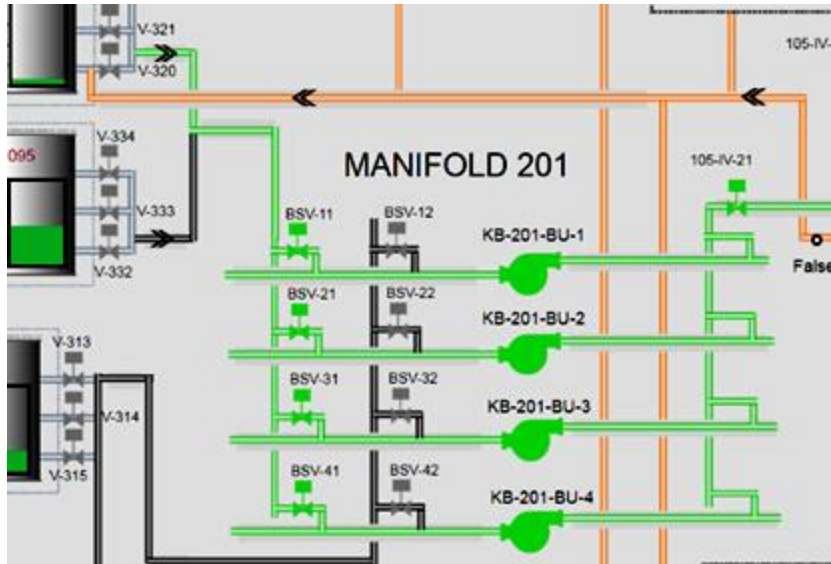 V-321
V-320
105-IV-
V-334
095
V-333
V-332
MANIFOLD 201
105-IV-21
BSV-11
BSV-12
KB-201-BU-1
False
BSV-21
BSV-22
KB-201-BU-2
V-313
BSV-31
BSV-32
KB-201-BU-3
V-314
V-315
BSV-41
BSV-42
KB-201-BU-4